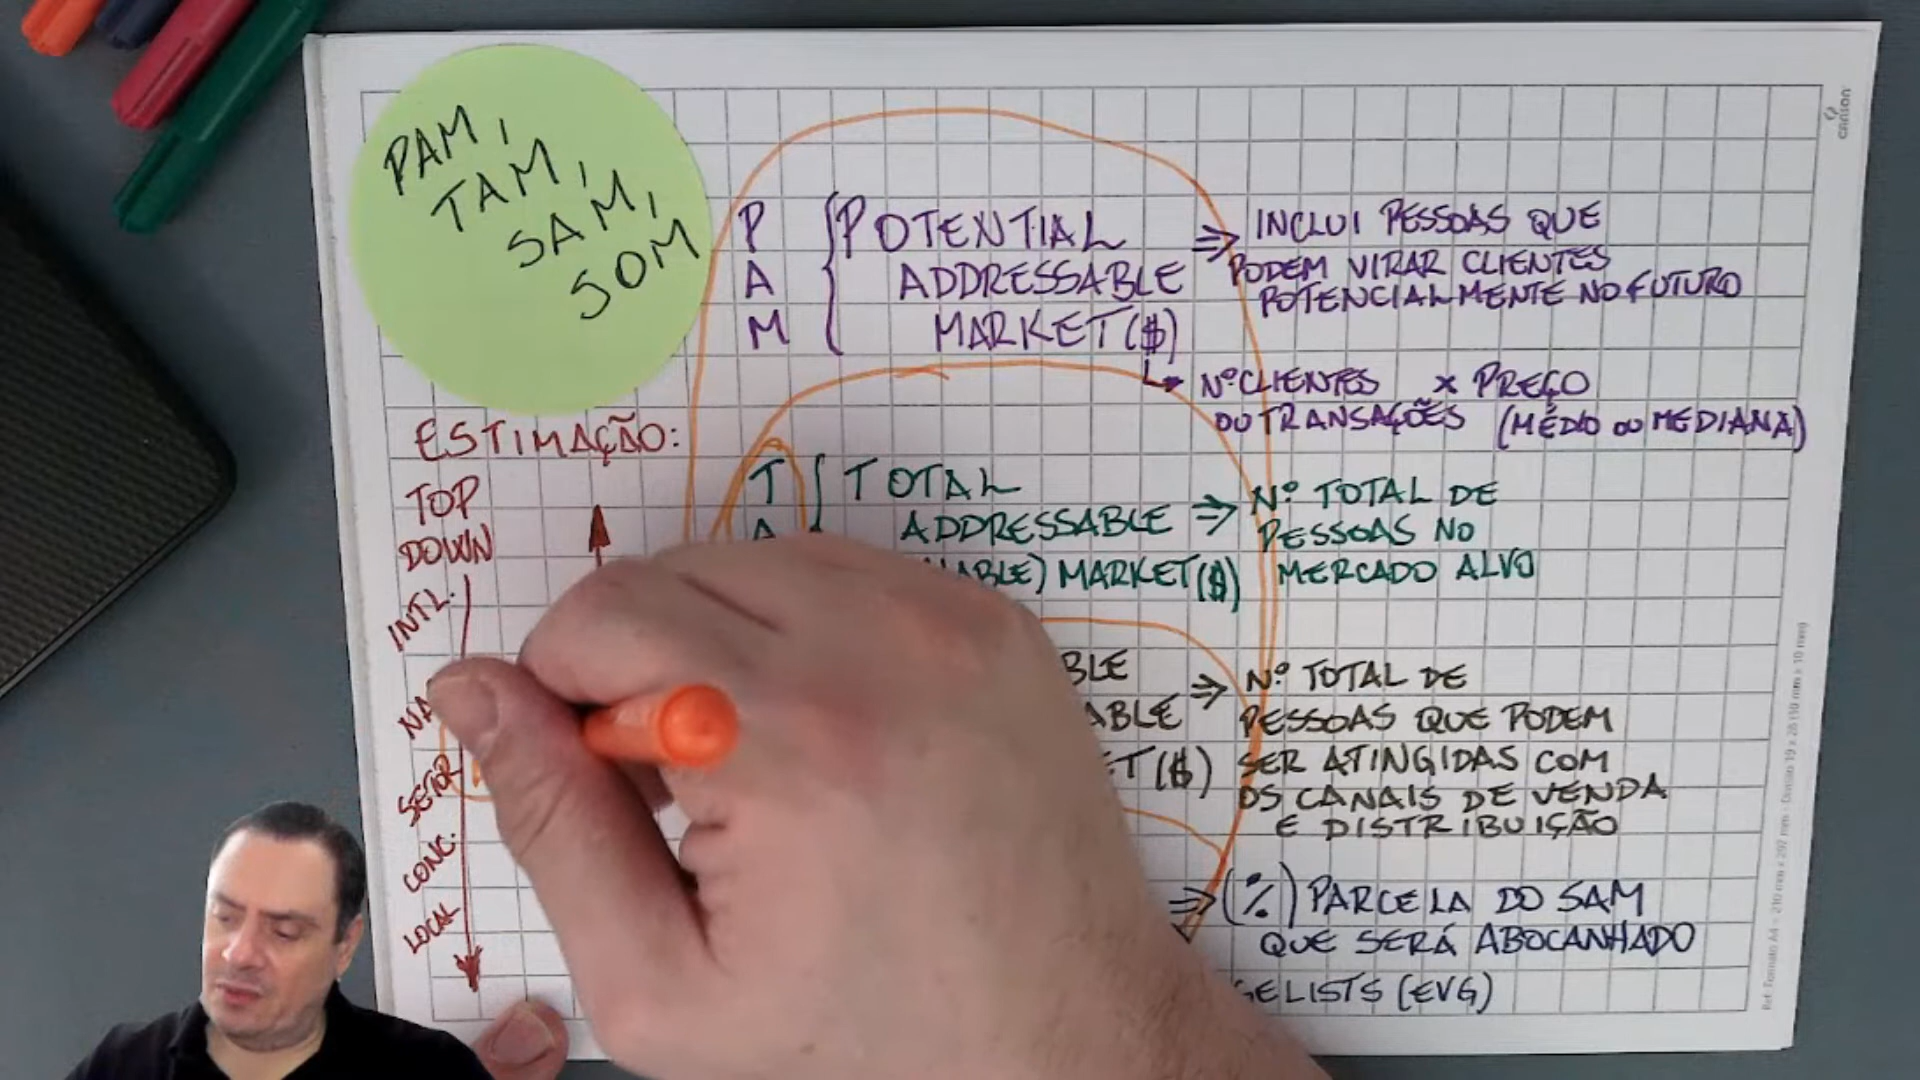 PAM,
TAM,
SAM,
SOM
P
A
M
POTENTIAL
ADDRESSABLE
MARKET ($)
⇒ INCLUI PESSOAS QUE
PODEM VIRAR CLIENTES
POTENCIALMENTE NO FUTURO
Nº CLIENTES x PREÇO
OU TRANSAÇÕES (MÉDIO OU MEDIANA)
ESTIMAÇÃO:
TOP
DOWN
INTL.
SETOR
CONC.
LOCAL
T
A
TOTAL
ADDRESSABLE
MARKET ($)
⇒ Nº TOTAL DE
PESSOAS NO
MERCADO ALVO
⇒ Nº TOTAL DE
PESSOAS QUE PODEM
($) SER ATINGIDAS COM
OS CANAIS DE VENDA
E DISTRIBUIÇÃO
⇒ (%) PARCELA DO SAM
QUE SERÁ ABOCANHADO
(EVG)
canson